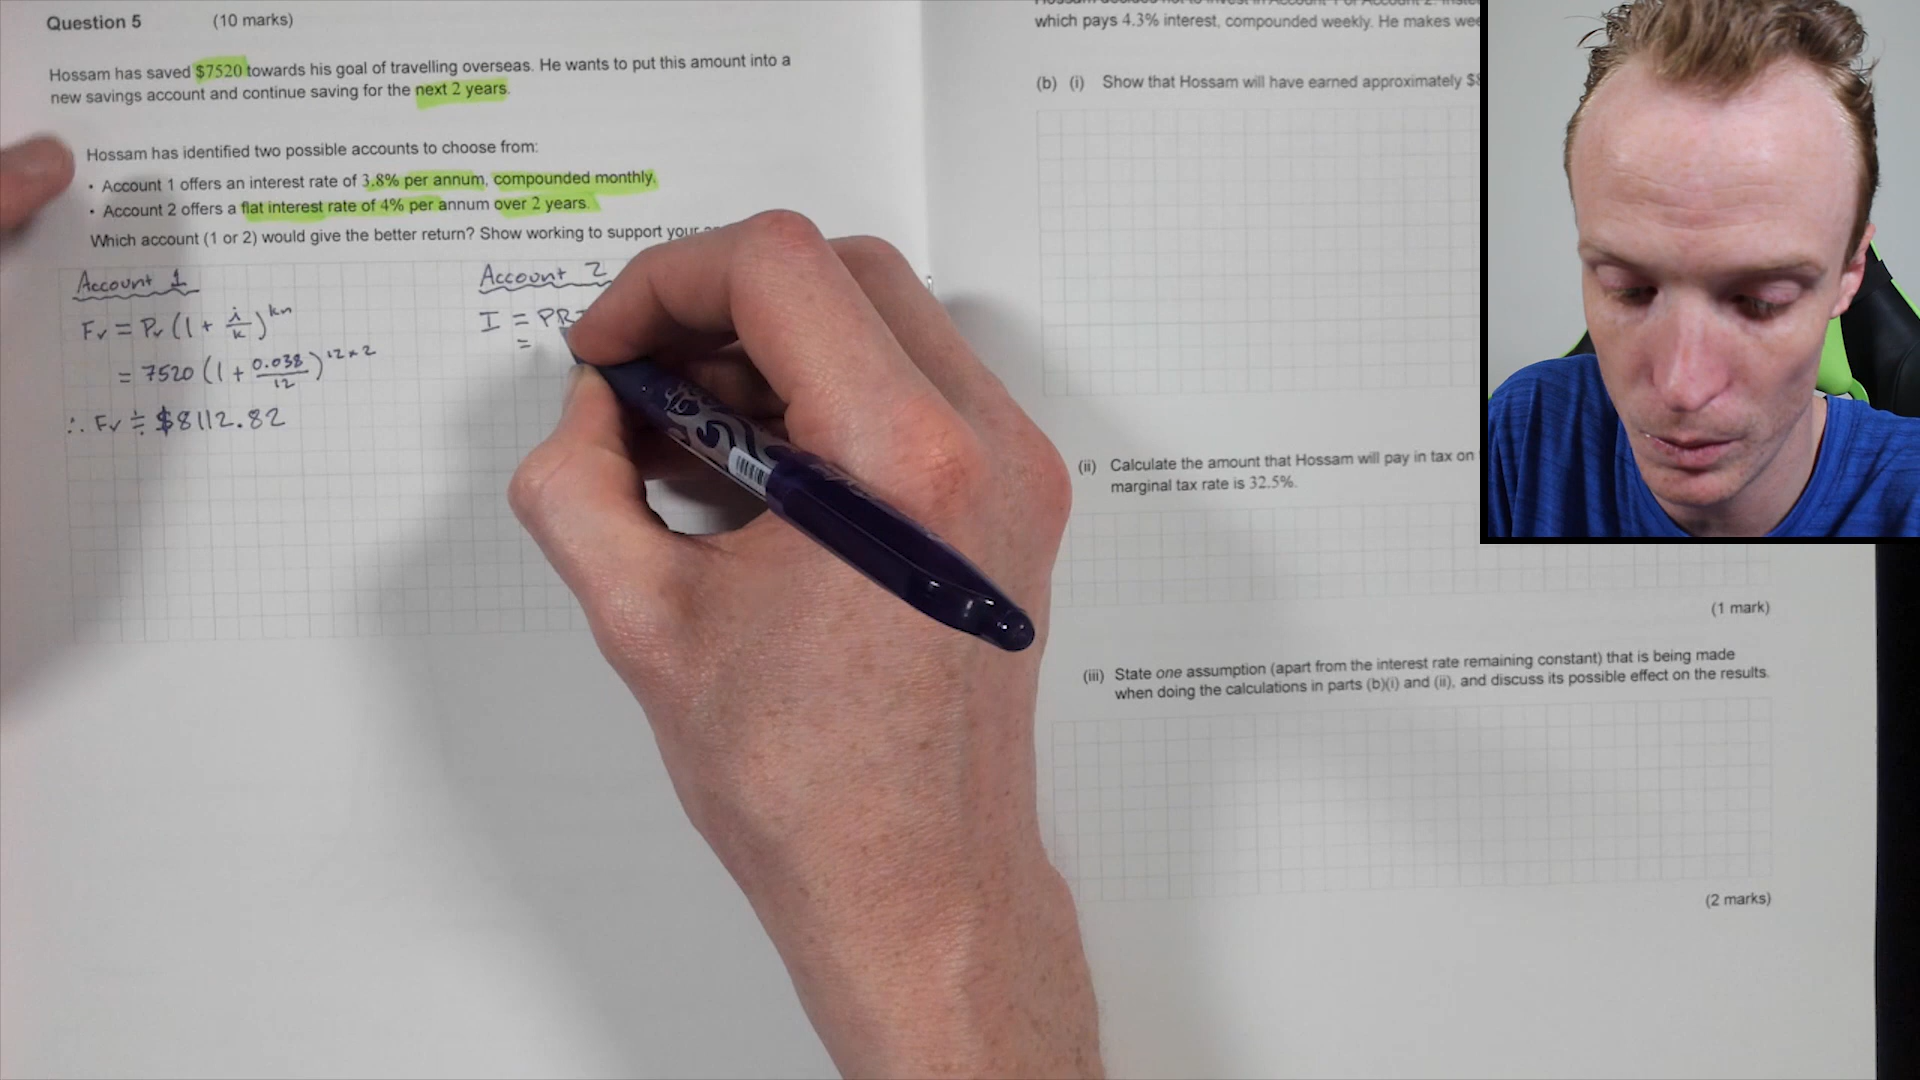 Question 5 (10 marks)
Hossam has saved $7520 towards his goal of travelling overseas. He wants to put this amount into a
new savings account and continue saving for the next 2 years.
Hossam has identified two possible accounts to choose from:
• Account 1 offers an interest rate of 3.8% per annum, compounded monthly.
• Account 2 offers a flat interest rate of 4% per annum over 2 years.
Which account (1 or 2) would give the better return? Show working to support your
Account 1
Fv = Pv (1 + i/k)^kn
= 7520 (1 + 0.038/12)^12×2
∴ Fv ≑ $8112.82
Account 2
I = PR
=
which pays 4.3% interest, compounded weekly. He makes
(b) (i) Show that Hossam will have earned approximately
(ii) Calculate the amount that Hossam will pay in tax on
marginal tax rate is 32.5%.
(1 mark)
(iii) State one assumption (apart from the interest rate remaining constant) that is being made
when doing the calculations in parts (b)(i) and (ii), and discuss its possible effect on the results.
(2 marks)